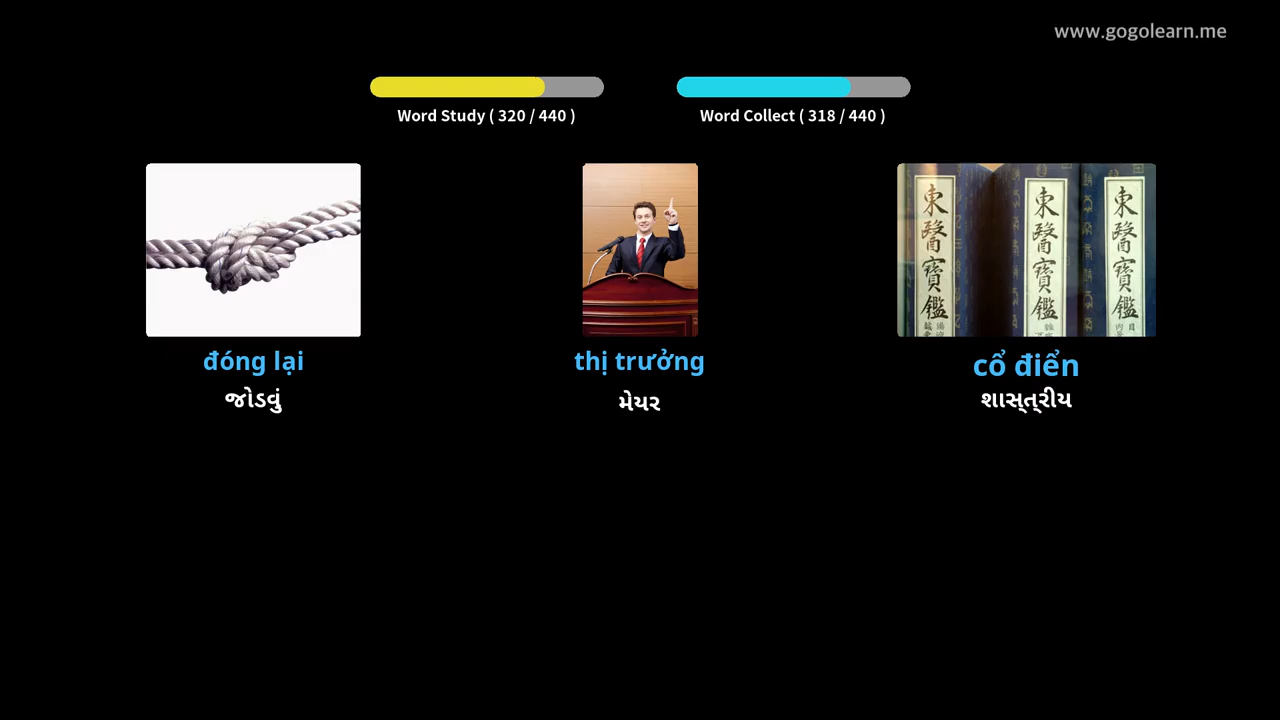 www.gogolearn.me
Word Study ( 320 / 440 )
Word Collect ( 318 / 440 )
東醫寶鑑
東醫寶鑑
東醫寶鑑
đóng lại
thị trưởng
cổ điển
જોડવું
મેયર
શાસ્ત્રીય